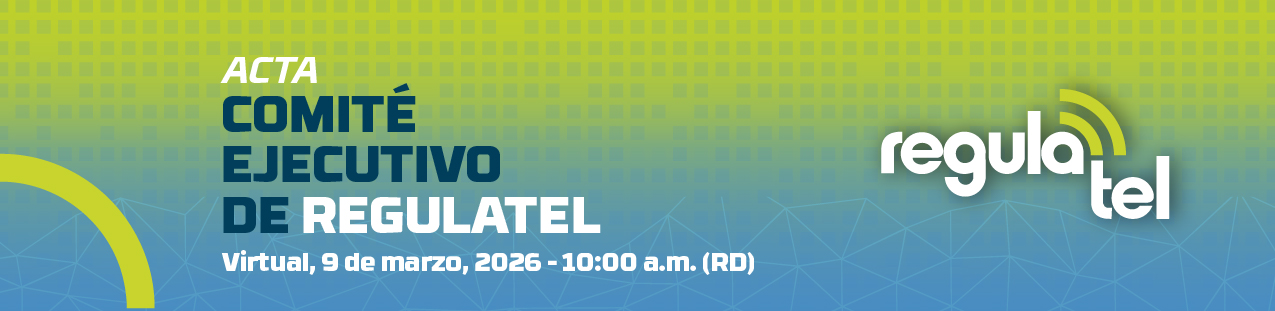 ACTA
COMITÉ
EJECUTIVO
DE REGULATEL
Virtual, 9 de marzo, 2026 - 10:00 a.m. (RD)
regula
tel